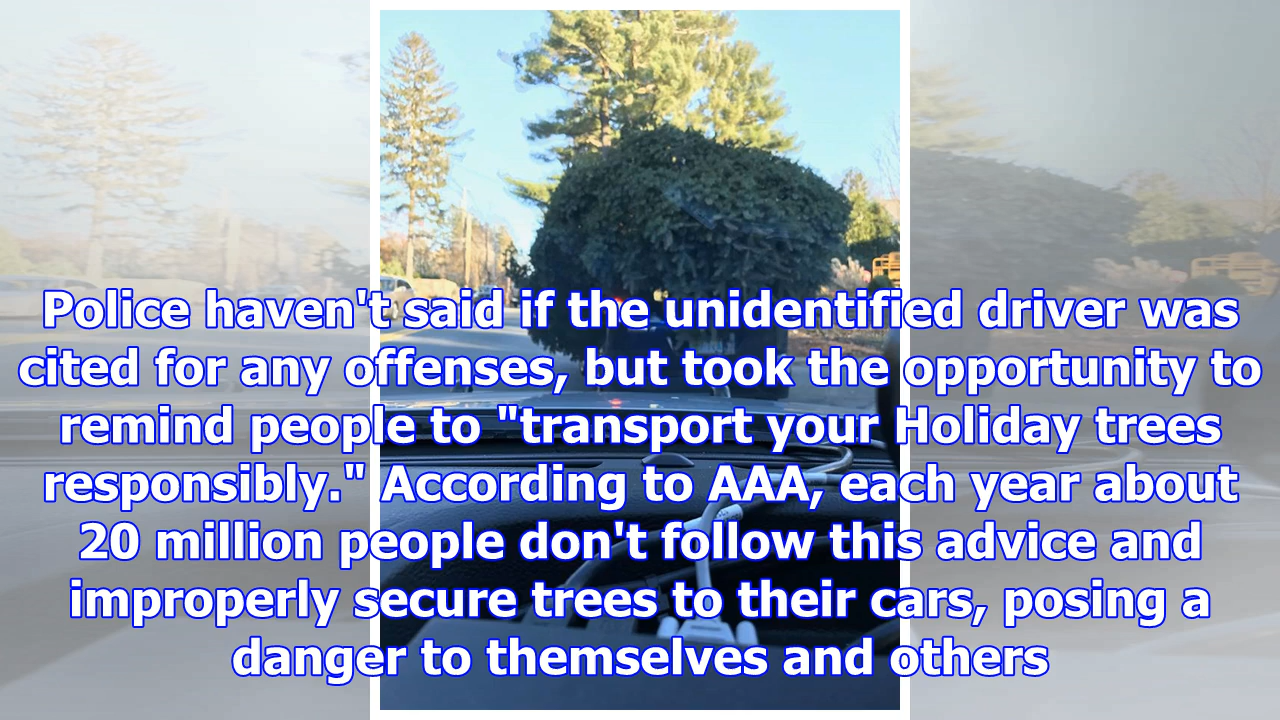 Police haven't said if the unidentified driver was
cited for any offenses, but took the opportunity to
remind people to "transport your Holiday trees
responsibly." According to AAA, each year about
20 million people don't follow this advice and
improperly secure trees to their cars, posing a
danger to themselves and others